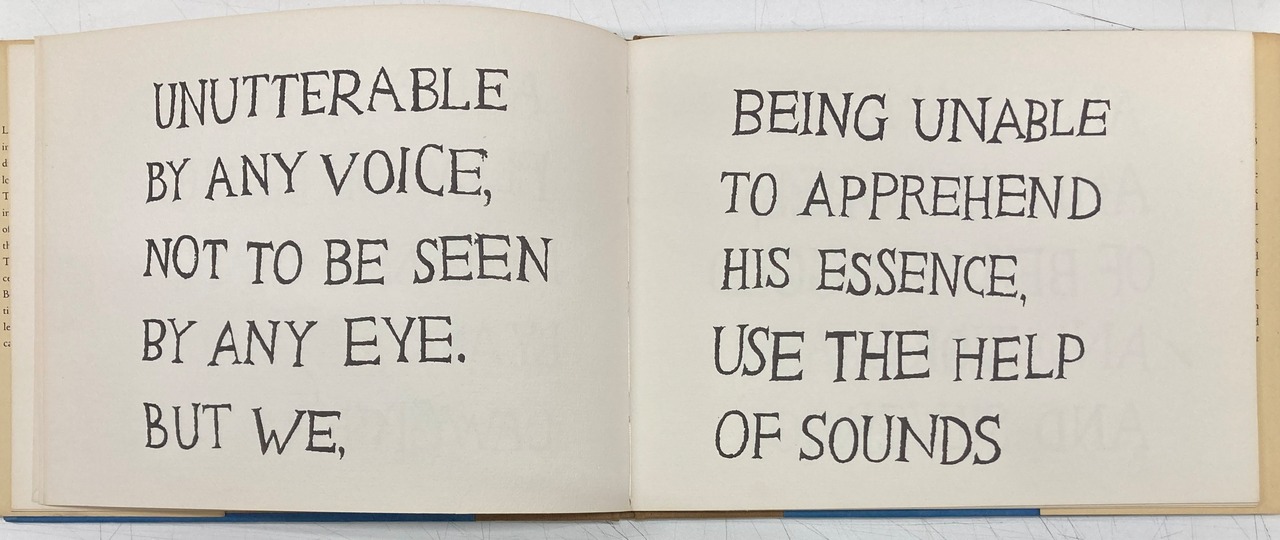 UNUTTERABLE
BY ANY VOICE,
NOT TO BE SEEN
BY ANY EYE.
BUT WE,
BEING UNABLE
TO APPREHEND
HIS ESSENCE,
USE THE HELP
OF SOUNDS